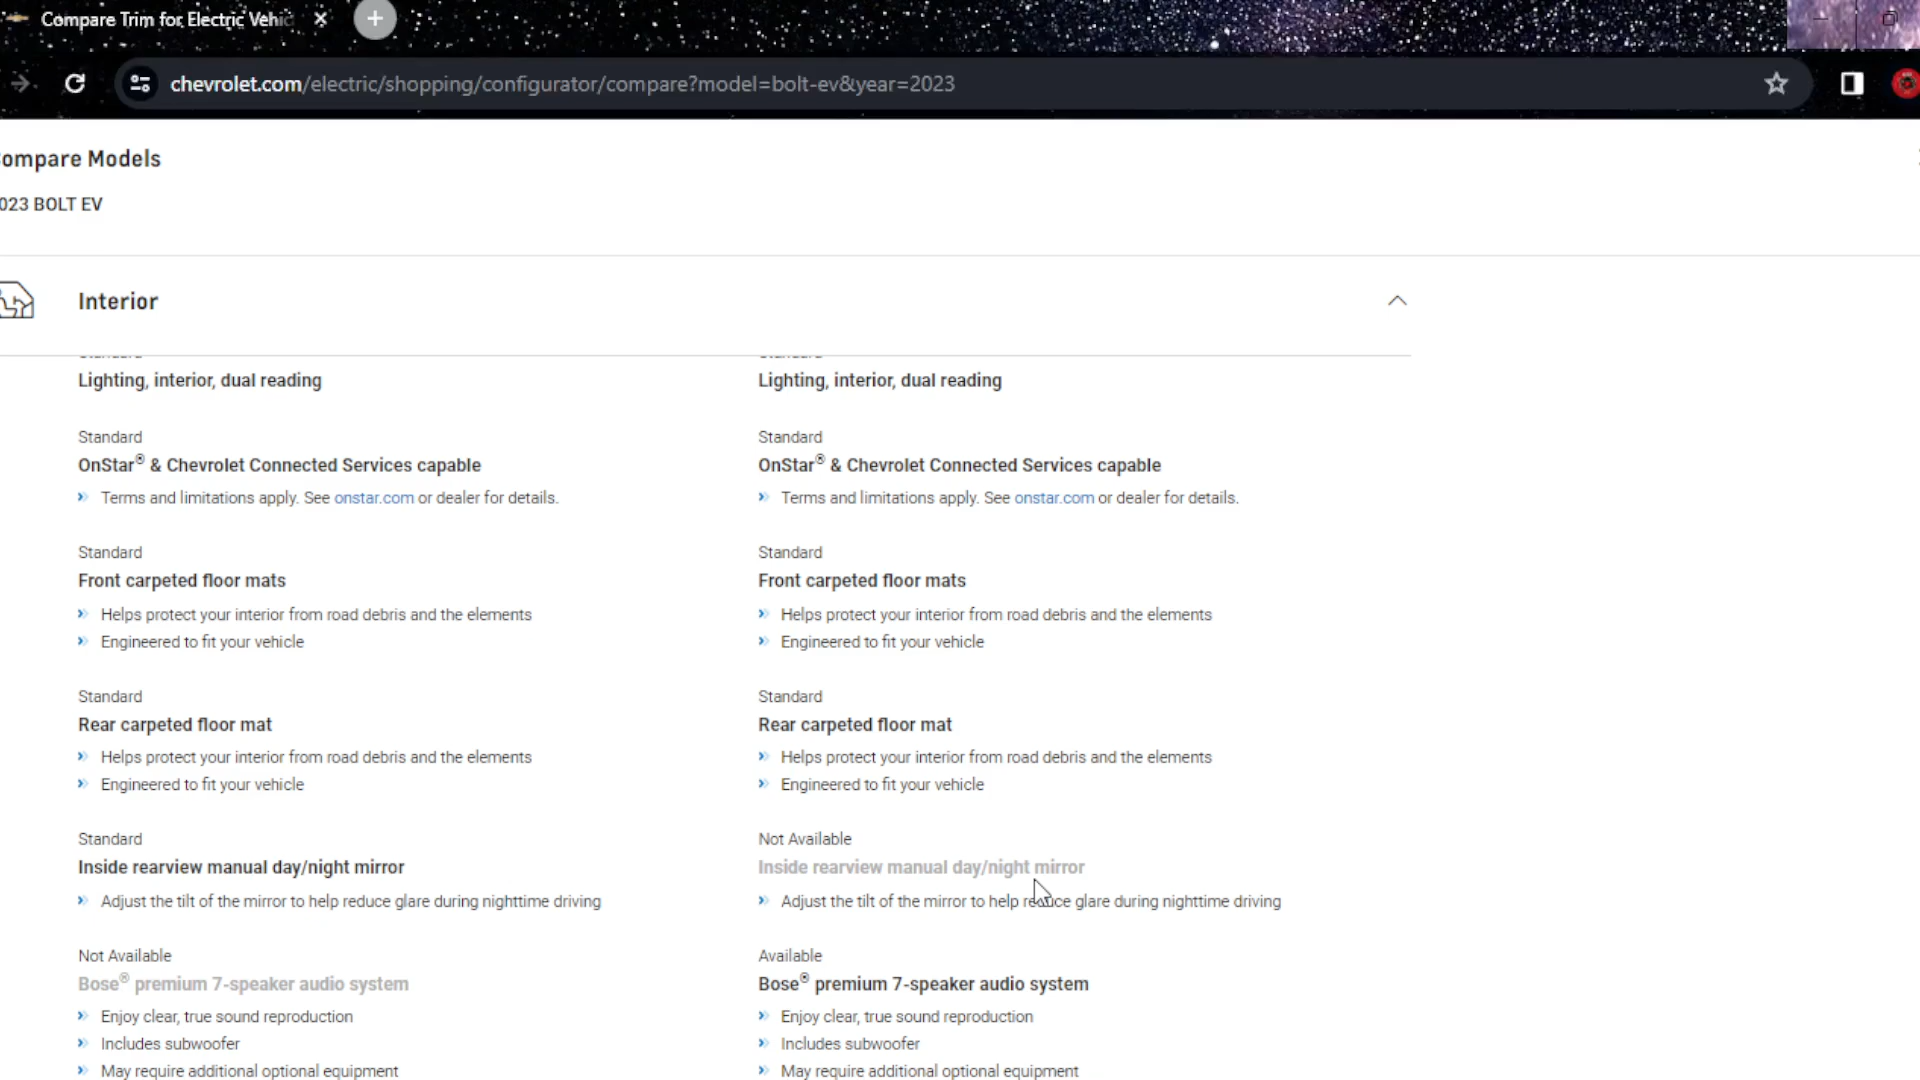 Compare Trim for Electric Vehic
chevrolet.com/electric/shopping/configurator/compare?model=bolt-ev&year=2023
ompare Models
023 BOLT EV
Interior
Lighting, interior, dual reading
Lighting, interior, dual reading
Standard
Standard
OnStar® & Chevrolet Connected Services capable
OnStar® & Chevrolet Connected Services capable
» Terms and limitations apply. See onstar.com or dealer for details.
» Terms and limitations apply. See onstar.com or dealer for details.
Standard
Standard
Front carpeted floor mats
Front carpeted floor mats
» Helps protect your interior from road debris and the elements
» Helps protect your interior from road debris and the elements
» Engineered to fit your vehicle
» Engineered to fit your vehicle
Standard
Standard
Rear carpeted floor mat
Rear carpeted floor mat
» Helps protect your interior from road debris and the elements
» Helps protect your interior from road debris and the elements
» Engineered to fit your vehicle
» Engineered to fit your vehicle
Standard
Not Available
Inside rearview manual day/night mirror
Inside rearview manual day/night mirror
» Adjust the tilt of the mirror to help reduce glare during nighttime driving
» Adjust the tilt of the mirror to help reduce glare during nighttime driving
Not Available
Available
Bose® premium 7-speaker audio system
Bose® premium 7-speaker audio system
» Enjoy clear, true sound reproduction
» Enjoy clear, true sound reproduction
» Includes subwoofer
» Includes subwoofer
» May require additional optional equipment
» May require additional optional equipment